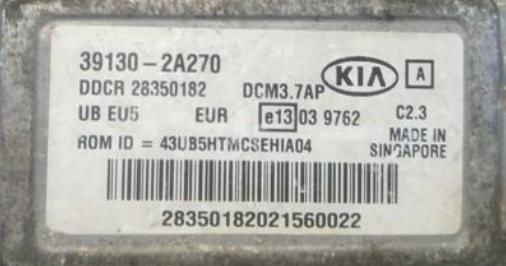 39130-2A270
KIA A
DDCR 28350182 DCM3.7AP
UB EU5 EUR e13 03 9762 C2.3
MADE IN
ROM ID = 43UB5HTMCSEHIA04 SINGAPORE
28350182021560022